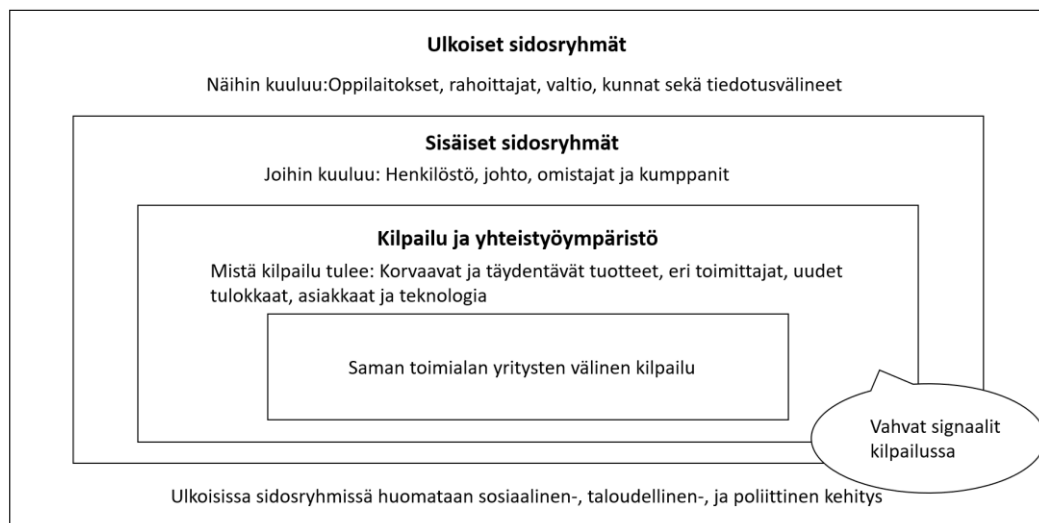 Ulkoiset sidosryhmät
Näihin kuuluu:Oppilaitokset, rahoittajat, valtio, kunnat sekä tiedotusvälineet
Sisäiset sidosryhmät
Joihin kuuluu: Henkilöstö, johto, omistajat ja kumppanit
Kilpailu ja yhteistyöympäristö
Mistä kilpailu tulee: Korvaavat ja täydentävät tuotteet, eri toimittajat, uudet
tulokkaat, asiakkaat ja teknologia
Saman toimialan yritysten välinen kilpailu
Vahvat signaalit
kilpailussa
Ulkoisissa sidosryhmissä huomataan sosiaalinen-, taloudellinen-, ja poliittinen kehitys